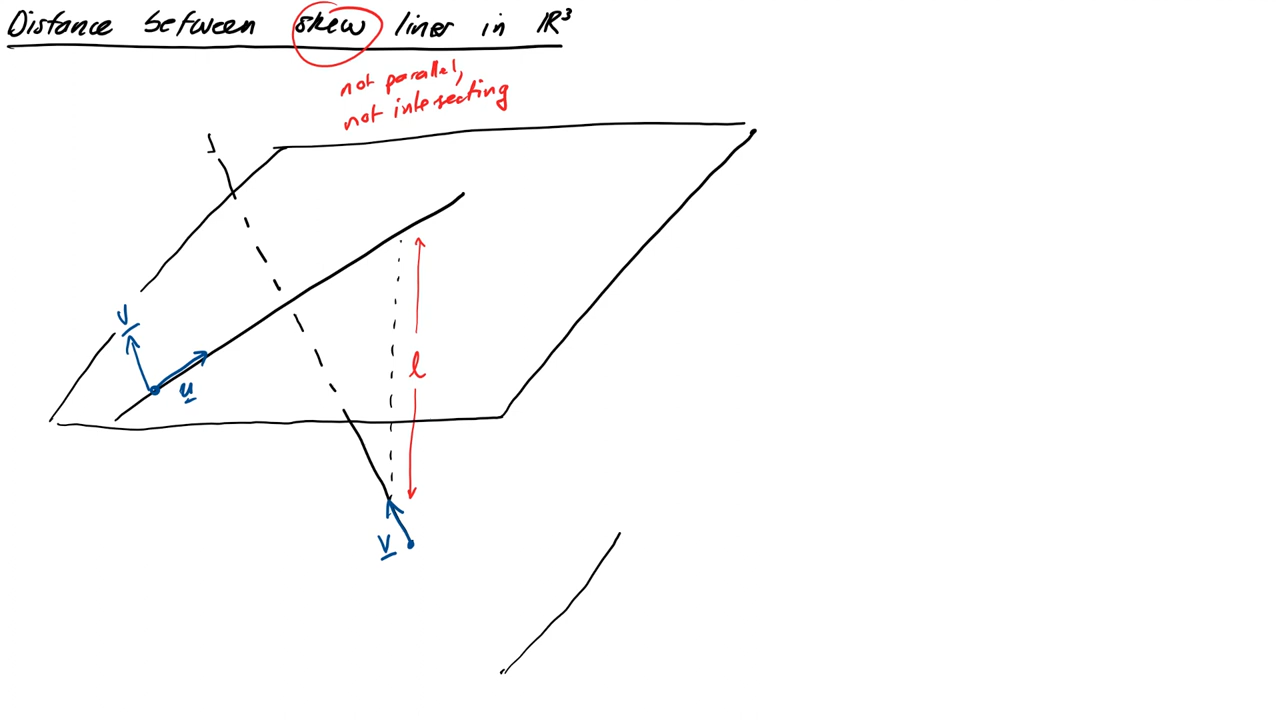 Distance between skew lines in ℝ³
not parallel,
not intersecting
v
u
l
v